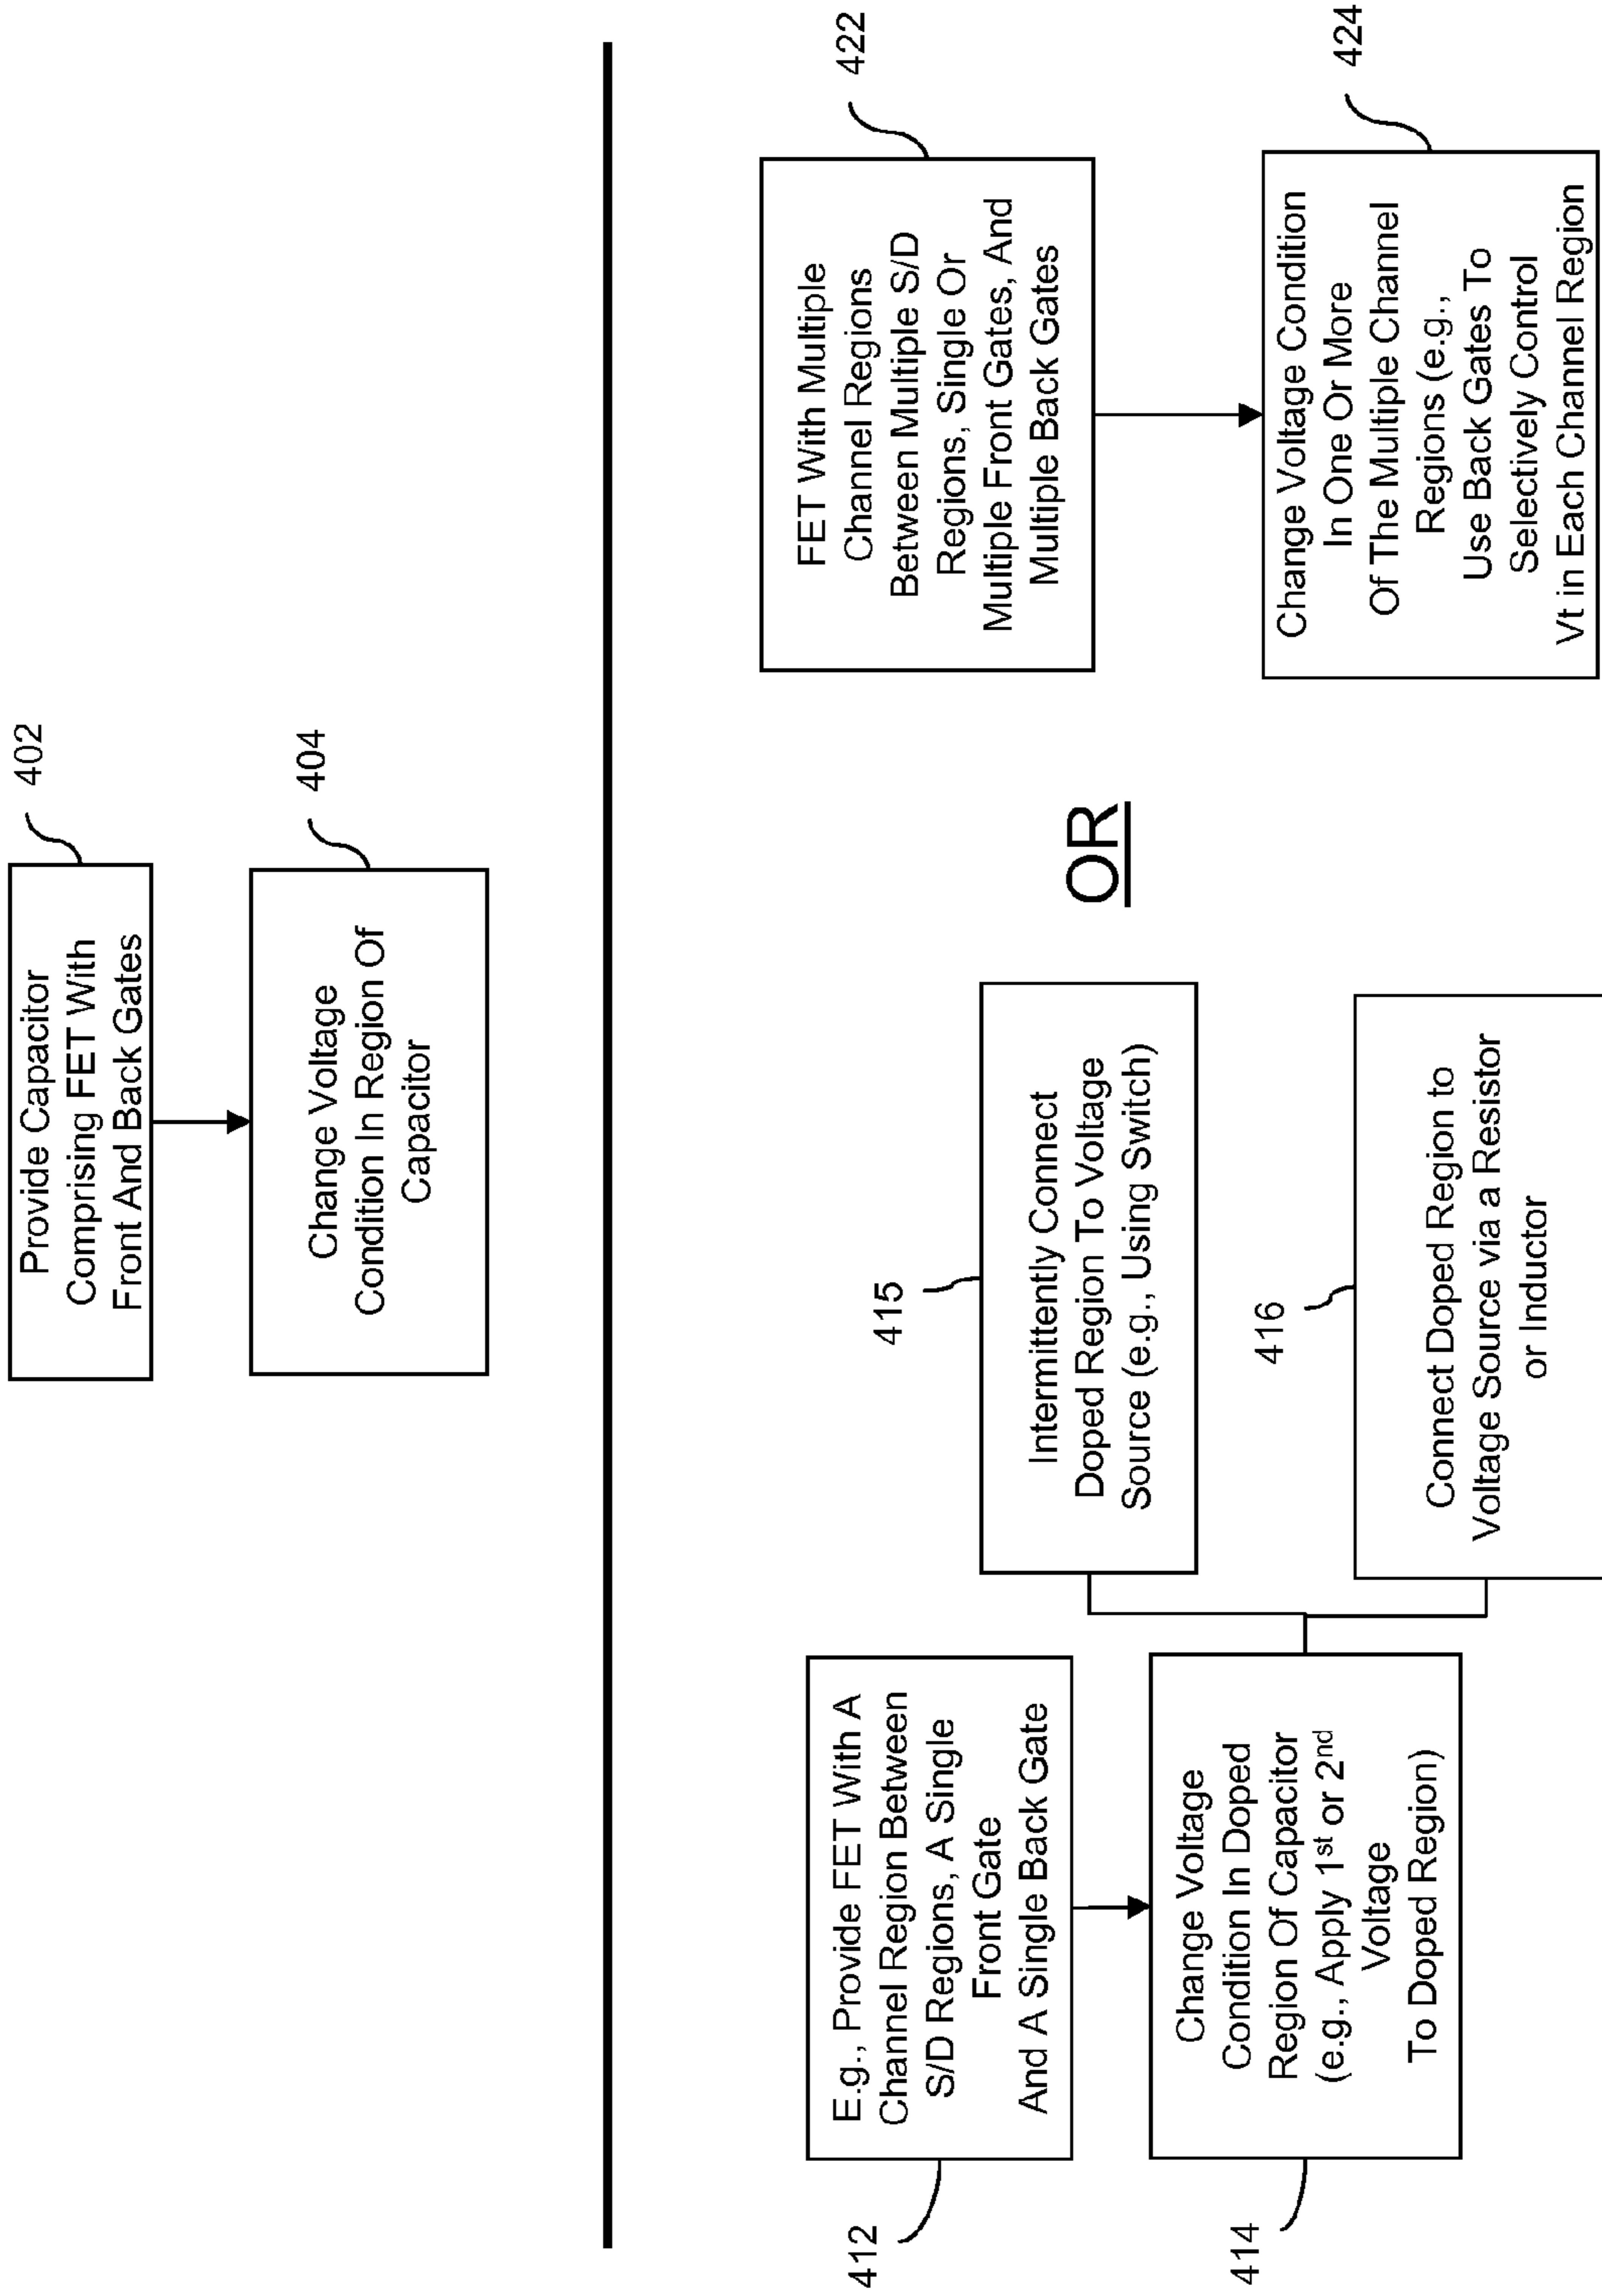 Provide Capacitor
Comprising FET With
Front And Back Gates
402
Change Voltage
Condition In Region Of
Capacitor
404
E.g., Provide FET With A
Channel Region Between
S/D Regions, A Single
Front Gate
And A Single Back Gate
412
Change Voltage
Condition In Doped
Region Of Capacitor
(e.g., Apply 1st or 2nd
Voltage
To Doped Region)
414
415
Intermittently Connect
Doped Region To Voltage
Source (e.g., Using Switch)
416
Connect Doped Region to
Voltage Source via a Resistor
or Inductor
OR
FET With Multiple
Channel Regions
Between Multiple S/D
Regions, Single Or
Multiple Front Gates, And
Multiple Back Gates
422
Change Voltage Condition
In One Or More
Of The Multiple Channel
Regions (e.g.,
Use Back Gates To
Selectively Control
Vt in Each Channel Region
424